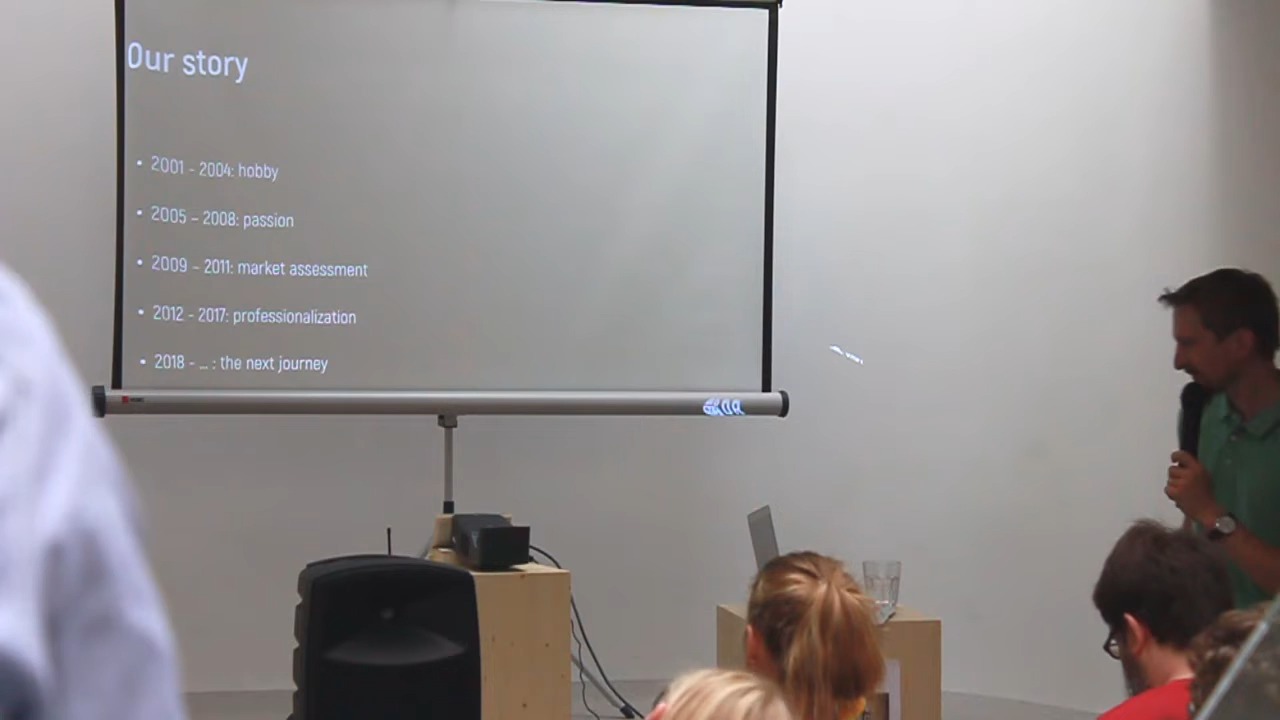 Our story
• 2001 - 2004: hobby
• 2005 – 2008: passion
• 2009 - 2011: market assessment
• 2012 - 2017: professionalization
• 2018 - ... : the next journey